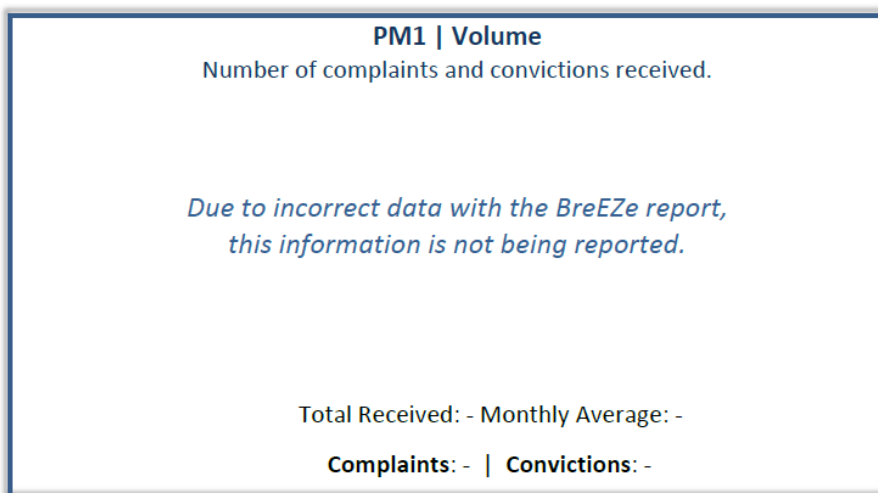 PM1 | Volume
Number of complaints and convictions received.
Due to incorrect data with the BreEZe report,
this information is not being reported.
Total Received: - Monthly Average: -
Complaints: - | Convictions: -